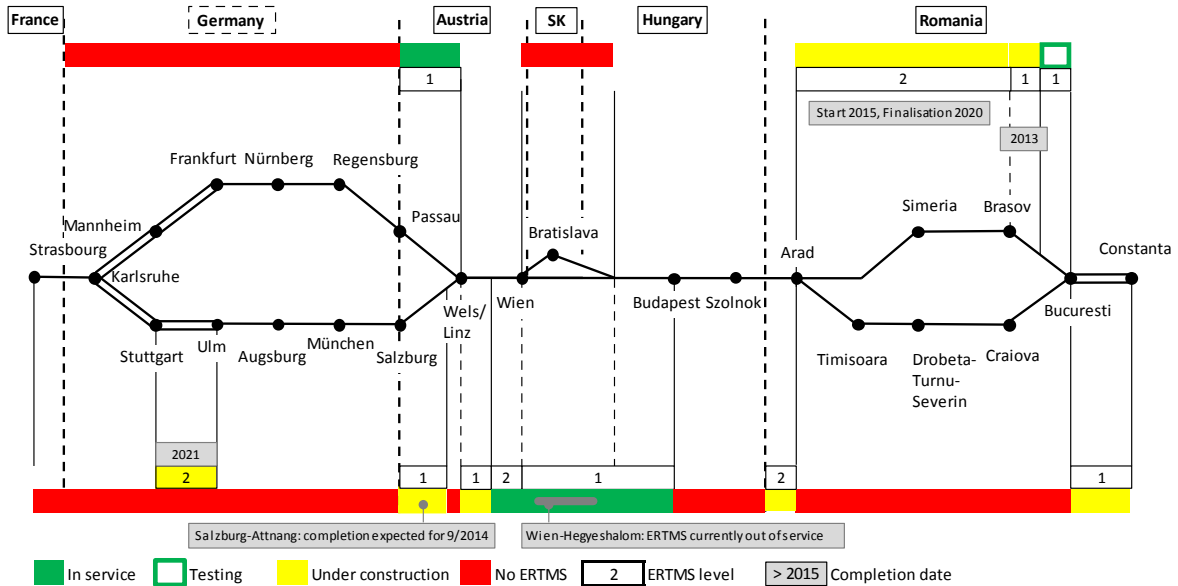 France
Germany
Austria
SK
Hungary
Romania
1
2
1
1
Start 2015, Finalisation 2020
2013
Frankfurt
Nürnberg
Regensburg
Mannheim
Passau
Simeria
Brasov
Strasbourg
Bratislava
Constanta
Karlsruhe
Arad
Wien
Budapest
Szolnok
Wels/
Linz
Bucuresti
Stuttgart
Ulm
Augsburg
München
Salzburg
Timisoara
Drobeta-
Turnu-
Severin
Craiova
2021
2
1
1
2
1
2
1
Salzburg-Attnang: completion expected for 9/2014
Wien-Hegyeshalom: ERTMS currently out of service
In service
Testing
Under construction
No ERTMS
2
ERTMS level
> 2015
Completion date